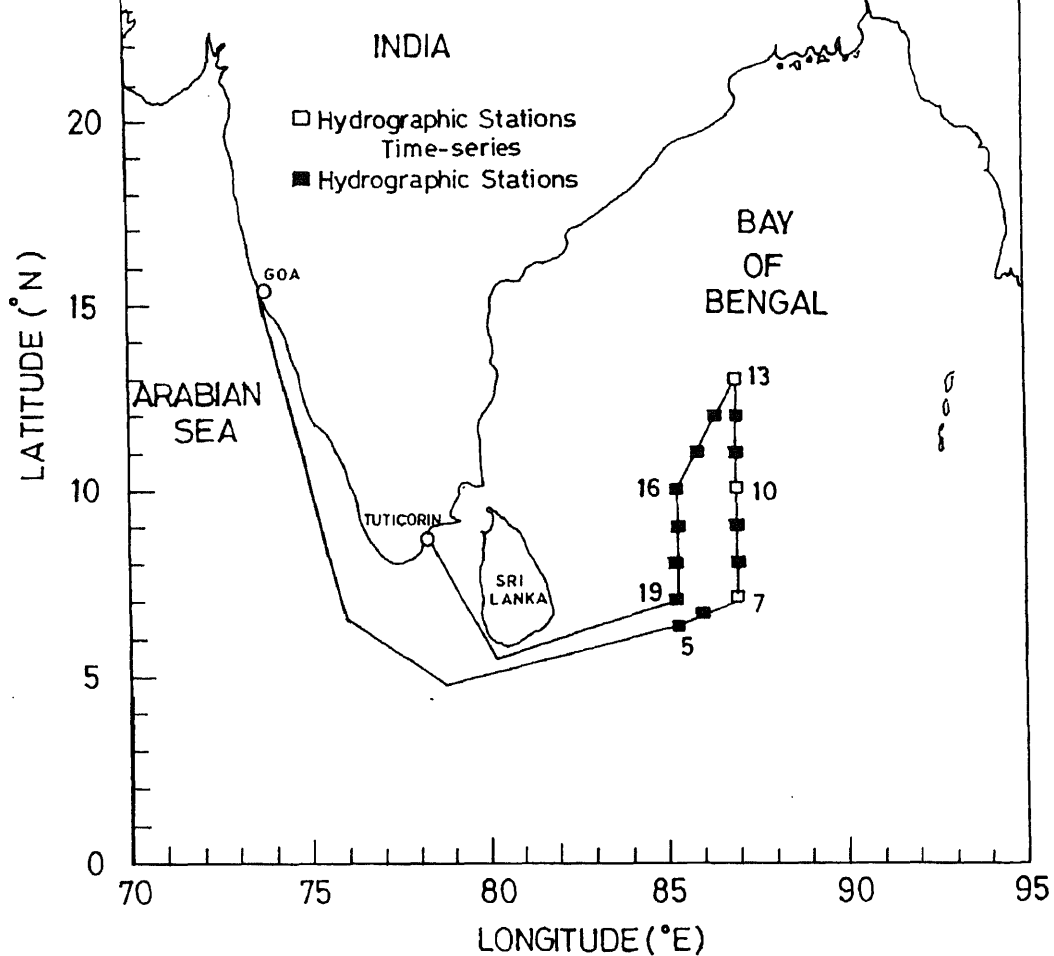 INDIA
□ Hydrographic Stations
Time-series
■ Hydrographic Stations
BAY
OF
BENGAL
GOA
ARABIAN
SEA
TUTICORIN
SRI
LANKA
13
16
10
19
7
5
LATITUDE (°N)
20
15
10
5
0
70 75 80 85 90 95
LONGITUDE (°E)